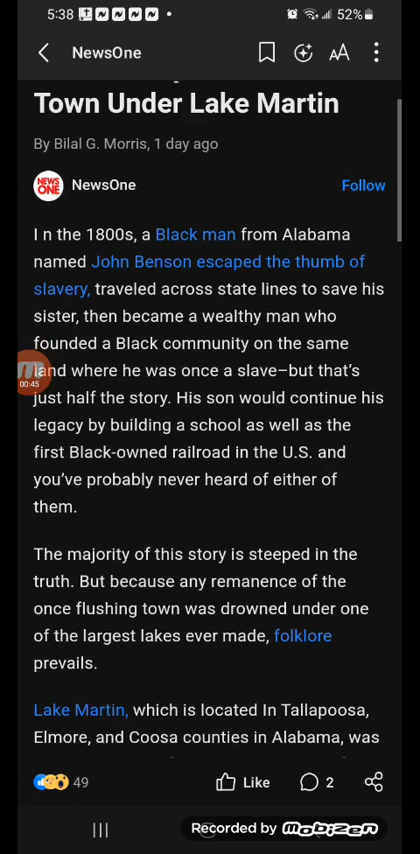 5:38
52%
NewsOne
AA
Town Under Lake Martin
By Bilal G. Morris, 1 day ago
NEWS
ONE
NewsOne
Follow
I n the 1800s, a Black man from Alabama
named John Benson escaped the thumb of
slavery, traveled across state lines to save his
sister, then became a wealthy man who
founded a Black community on the same
land where he was once a slave–but that's
00:45
just half the story. His son would continue his
legacy by building a school as well as the
first Black-owned railroad in the U.S. and
you've probably never heard of either of
them.
The majority of this story is steeped in the
truth. But because any remanence of the
once flushing town was drowned under one
of the largest lakes ever made, folklore
prevails.
Lake Martin, which is located In Tallapoosa,
Elmore, and Coosa counties in Alabama, was
49
Like
2
Recorded by mobizen